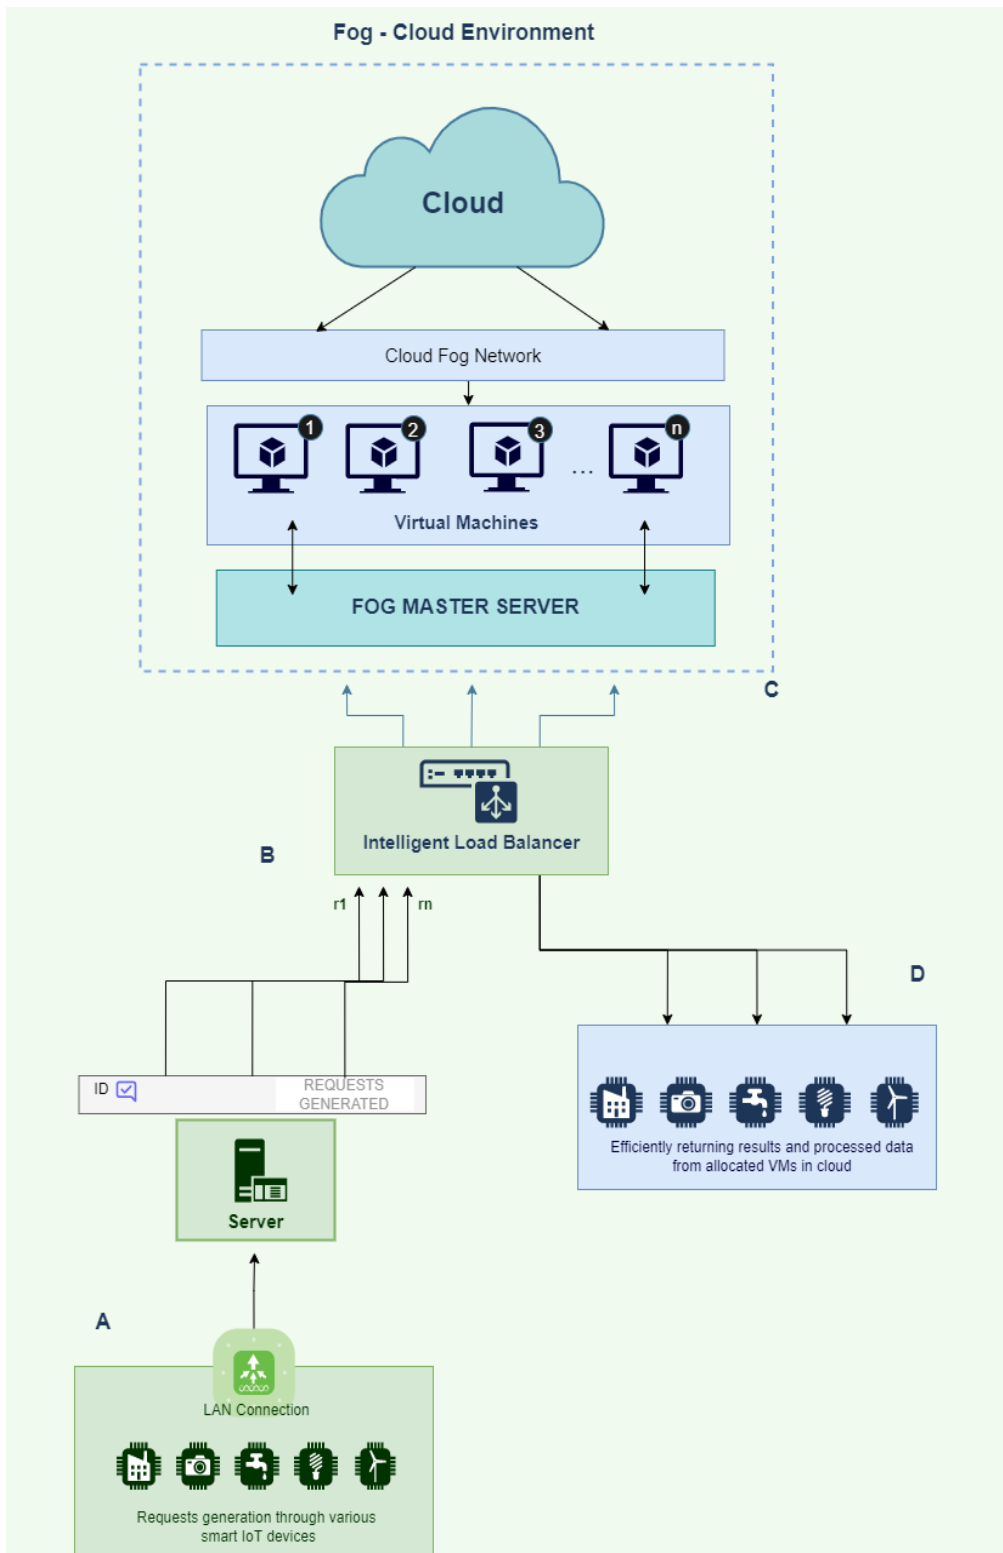 Fog - Cloud Environment
Cloud
Cloud Fog Network
1
2
3
...
n
Virtual Machines
FOG MASTER SERVER
C
Intelligent Load Balancer
B
r1
rn
D
ID
REQUESTS
GENERATED
Efficiently returning results and processed data
from allocated VMs in cloud
Server
A
LAN Connection
Requests generation through various
smart IoT devices